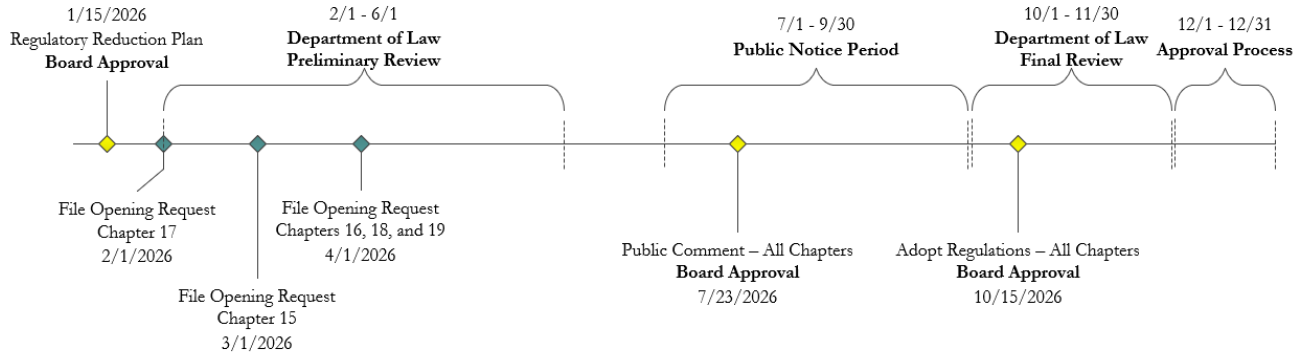 1/15/2026
Regulatory Reduction Plan
Board Approval
2/1 - 6/1
Department of Law
Preliminary Review
7/1 - 9/30
Public Notice Period
10/1 - 11/30
Department of Law
Final Review
12/1 - 12/31
Approval Process
File Opening Request
Chapter 17
2/1/2026
File Opening Request
Chapter 15
3/1/2026
File Opening Request
Chapters 16, 18, and 19
4/1/2026
Public Comment – All Chapters
Board Approval
7/23/2026
Adopt Regulations – All Chapters
Board Approval
10/15/2026